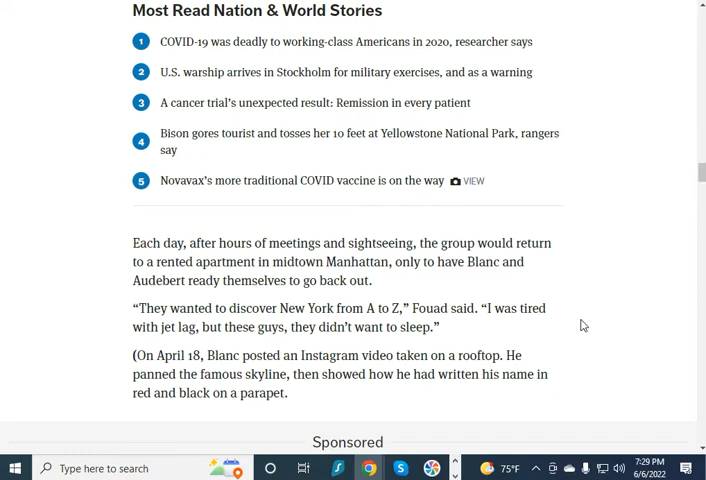 Most Read Nation & World Stories
1 COVID-19 was deadly to working-class Americans in 2020, researcher says
2 U.S. warship arrives in Stockholm for military exercises, and as a warning
3 A cancer trial's unexpected result: Remission in every patient
4 Bison gores tourist and tosses her 10 feet at Yellowstone National Park, rangers
say
5 Novavax's more traditional COVID vaccine is on the way VIEW
Each day, after hours of meetings and sightseeing, the group would return
to a rented apartment in midtown Manhattan, only to have Blanc and
Audebert ready themselves to go back out.
“They wanted to discover New York from A to Z,” Fouad said. “I was tired
with jet lag, but these guys, they didn’t want to sleep.”
(On April 18, Blanc posted an Instagram video taken on a rooftop. He
panned the famous skyline, then showed how he had written his name in
red and black on a parapet.
Sponsored
Type here to search
75°F
7:29 PM
6/6/2022